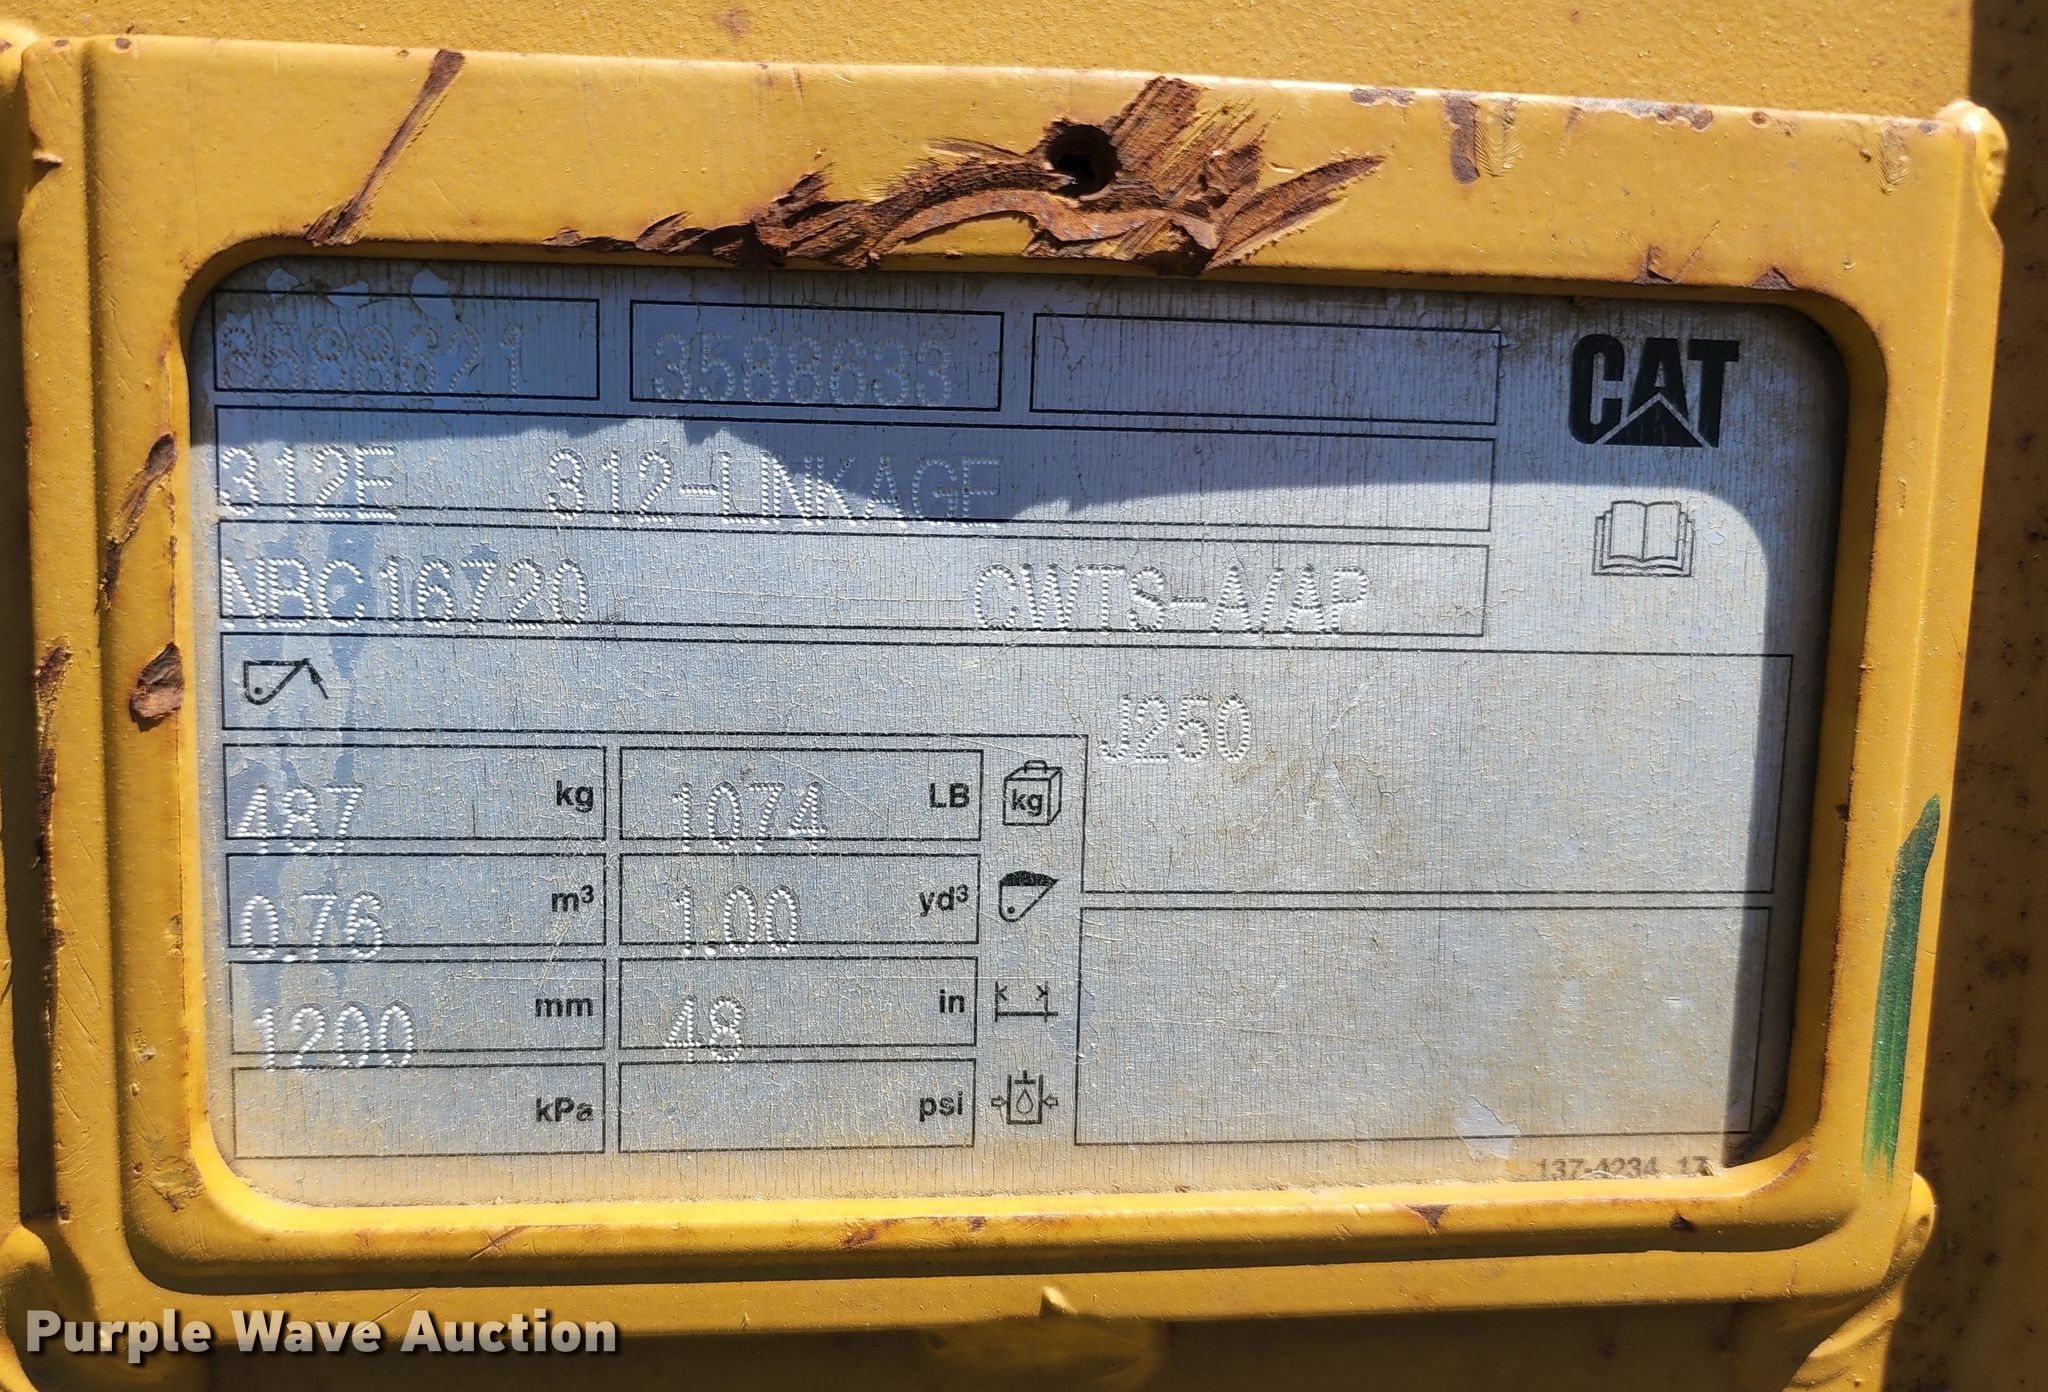 3588621 3588633
CAT
312E 312-LINKAGE
NBC16720 CWTS-A/AP
J250
487 kg 1074 LB kg
0.76 m³ 1.00 yd³
1200 mm 48 in
kPa psi
137-4234 17
Purple Wave Auction